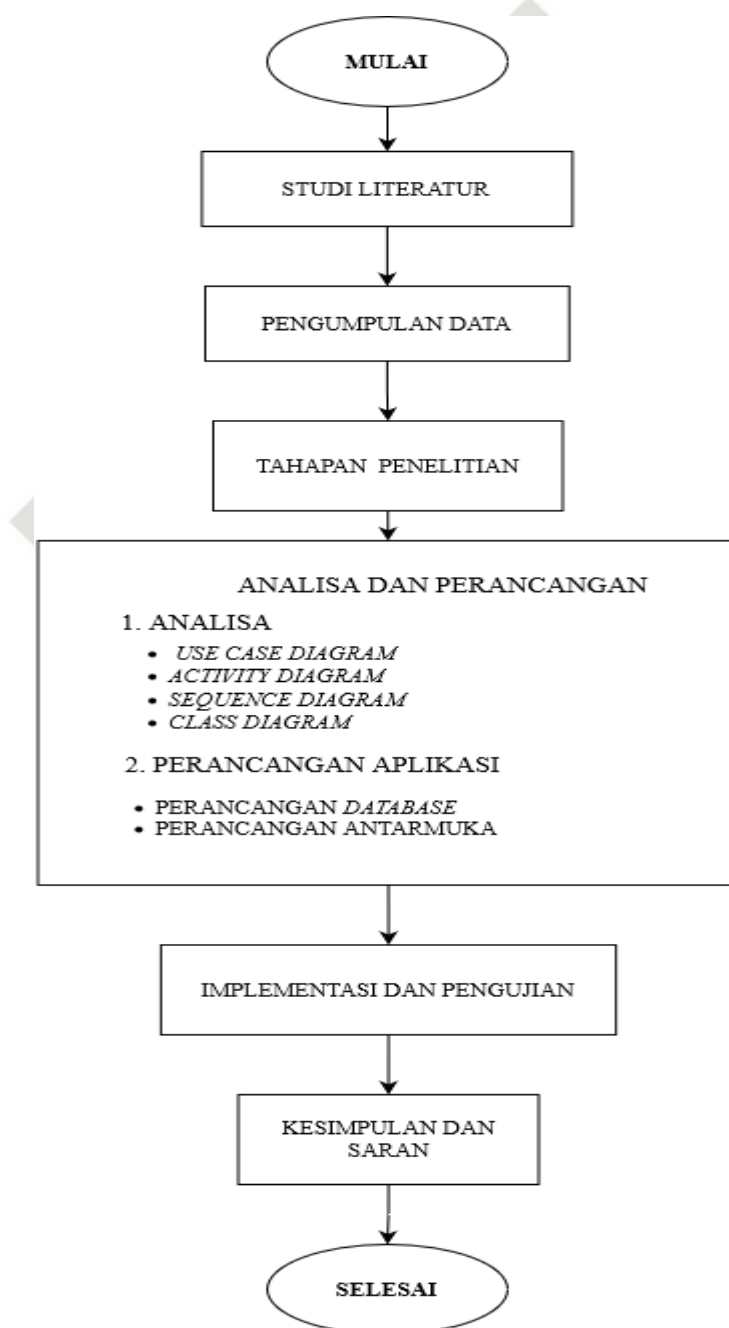 MULAI
STUDI LITERATUR
PENGUMPULAN DATA
TAHAPAN PENELITIAN
ANALISA DAN PERANCANGAN
1. ANALISA
• USE CASE DIAGRAM
• ACTIVITY DIAGRAM
• SEQUENCE DIAGRAM
• CLASS DIAGRAM
2. PERANCANGAN APLIKASI
• PERANCANGAN DATABASE
• PERANCANGAN ANTARMUKA
IMPLEMENTASI DAN PENGUJIAN
KESIMPULAN DAN
SARAN
SELESAI